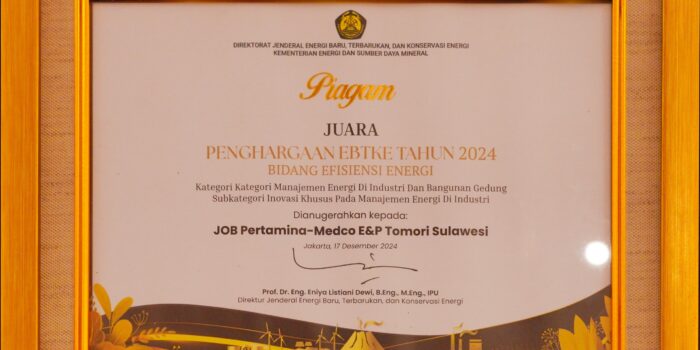 DIREKTORAT JENDERAL ENERGI BARU, TERBARUKAN, DAN KONSERVASI ENERGI
KEMENTERIAN ENERGI DAN SUMBER DAYA MINERAL
Piagam
JUARA
PENGHARGAAN EBTKE TAHUN 2024
BIDANG EFISIENSI ENERGI
Kategori Kategori Manajemen Energi Di Industri Dan Bangunan Gedung
Subkategori Inovasi Khusus Pada Manajemen Energi Di Industri
Dianugerahkan kepada:
JOB Pertamina-Medco E&P Tomori Sulawesi
Jakarta, 17 Desember 2024
Prof. Dr. Eng. Eniya Listiani Dewi, B.Eng., M.Eng., IPU
Direktur Jenderal Energi Baru, Terbarukan, dan Konservasi Energi